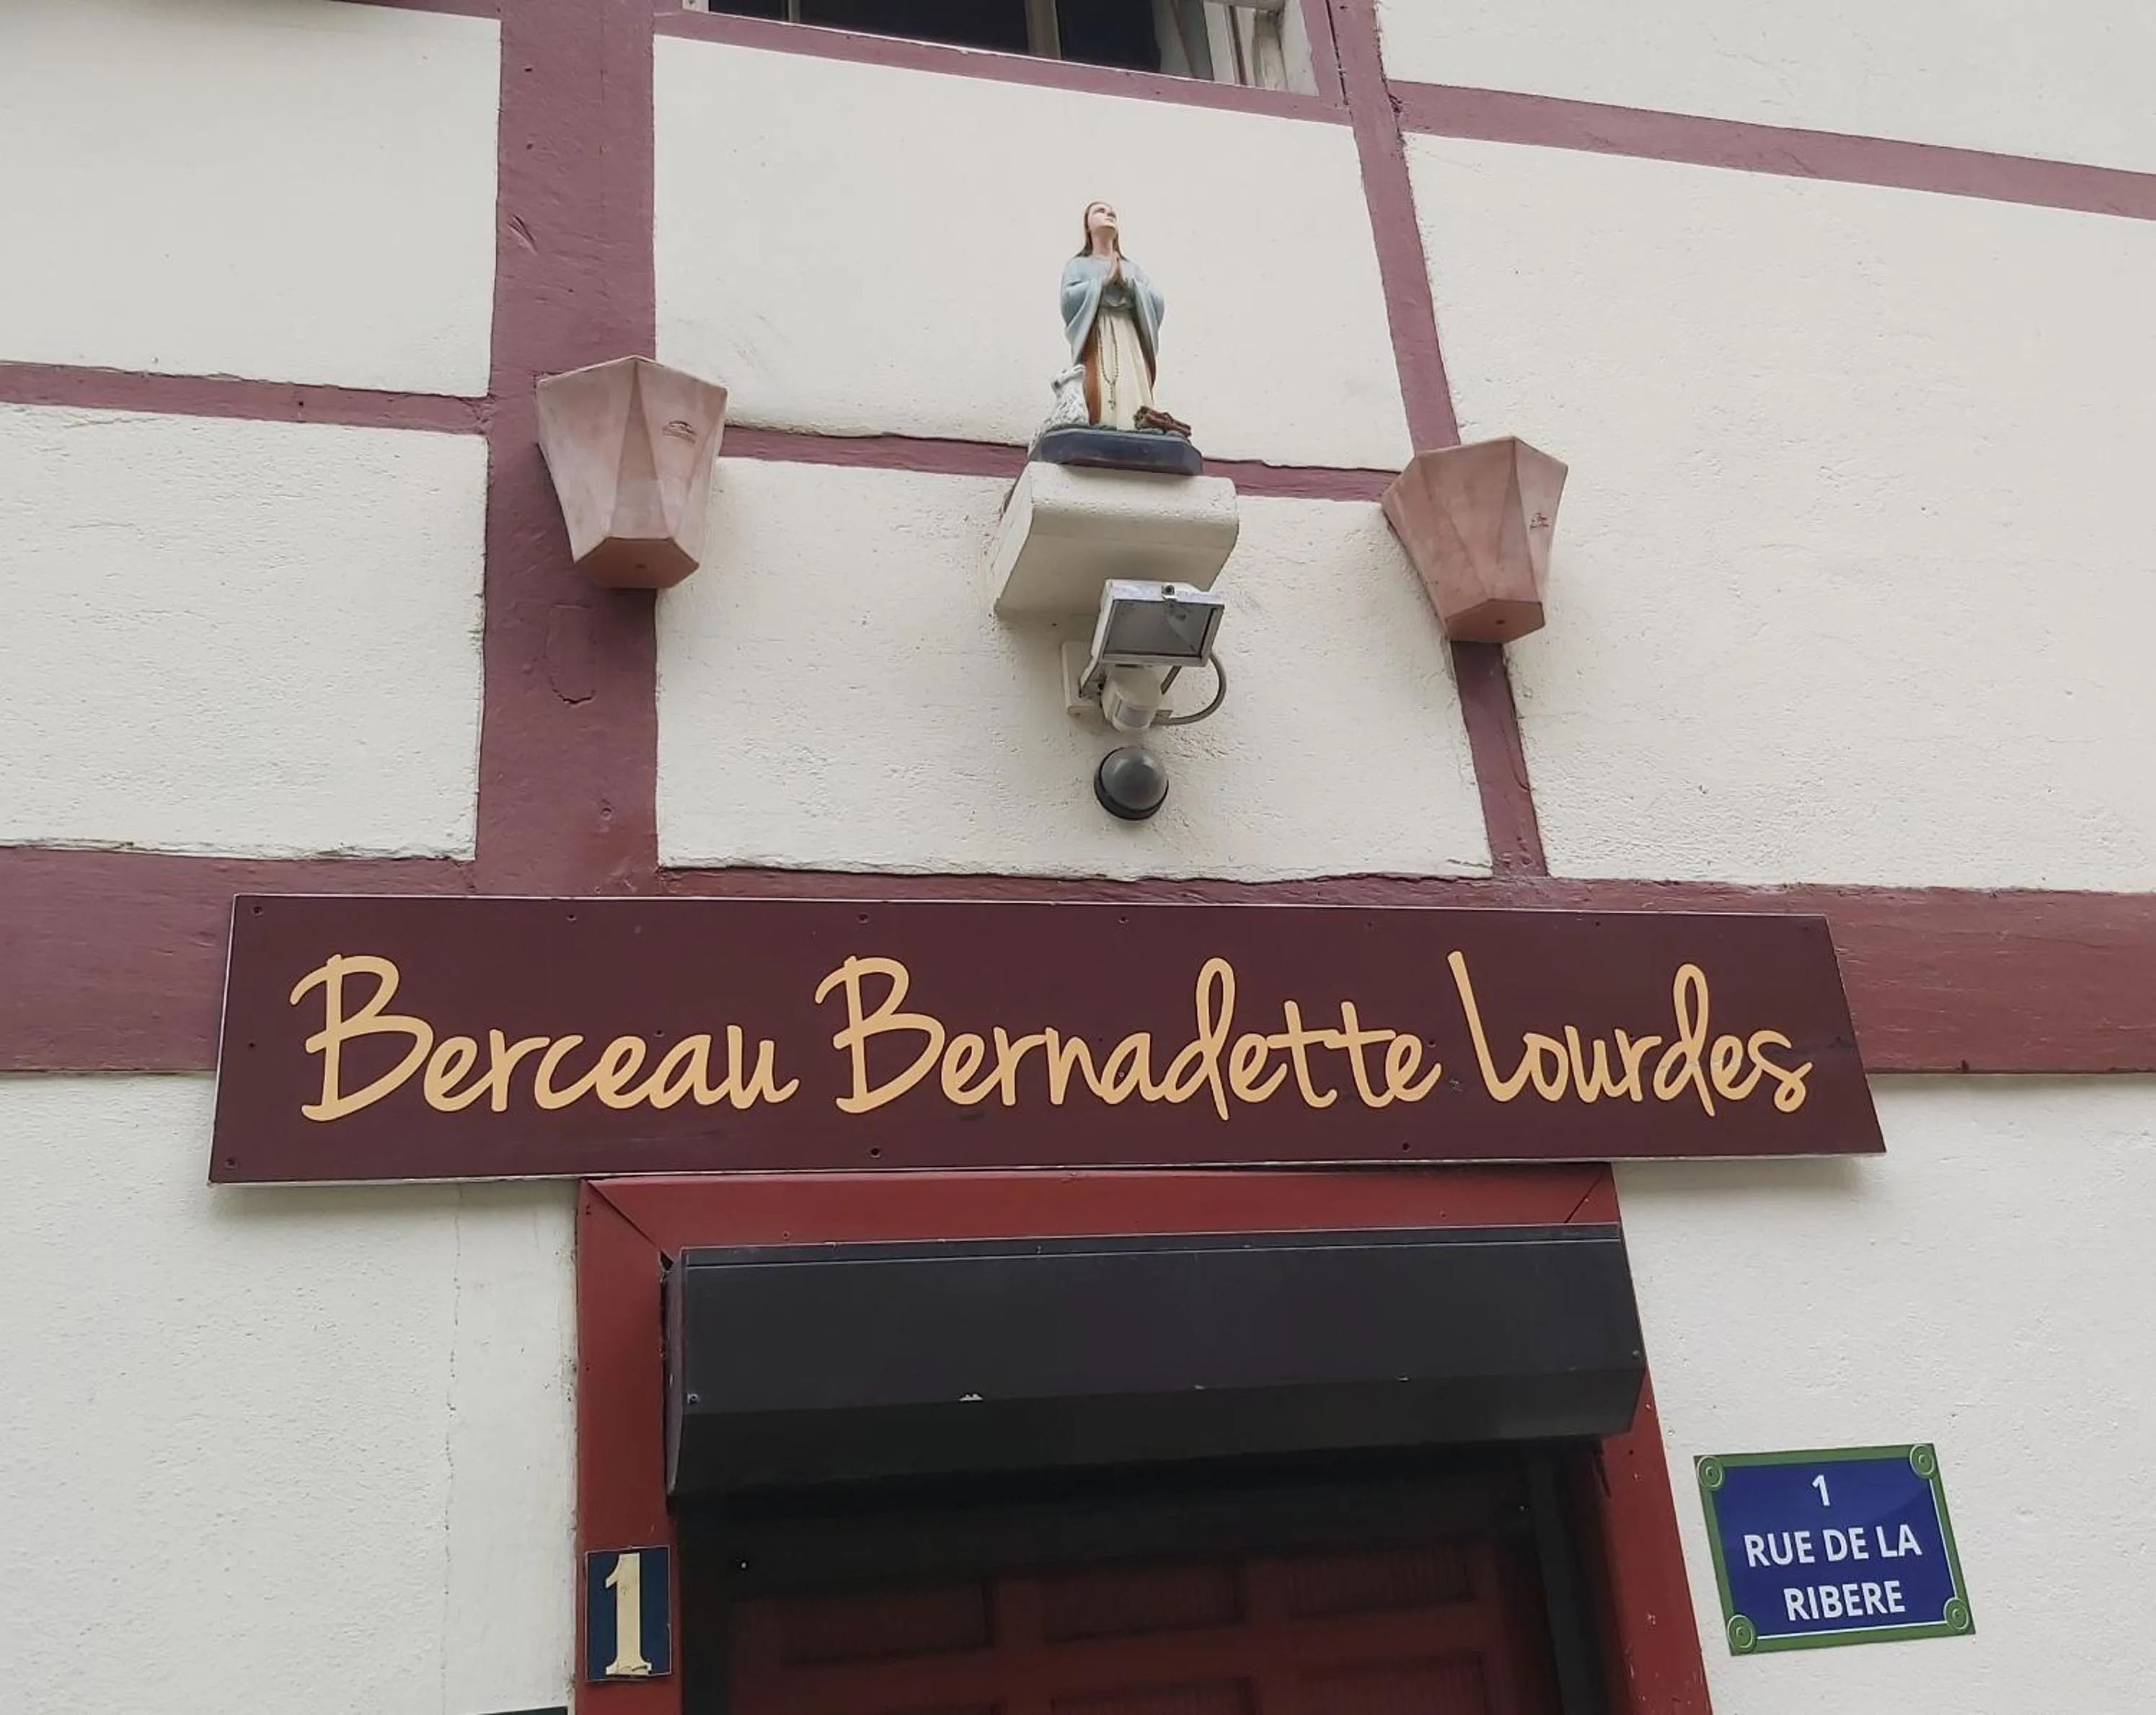 Berceau Bernadette Lourdes
1
1
RUE DE LA
RIBERE